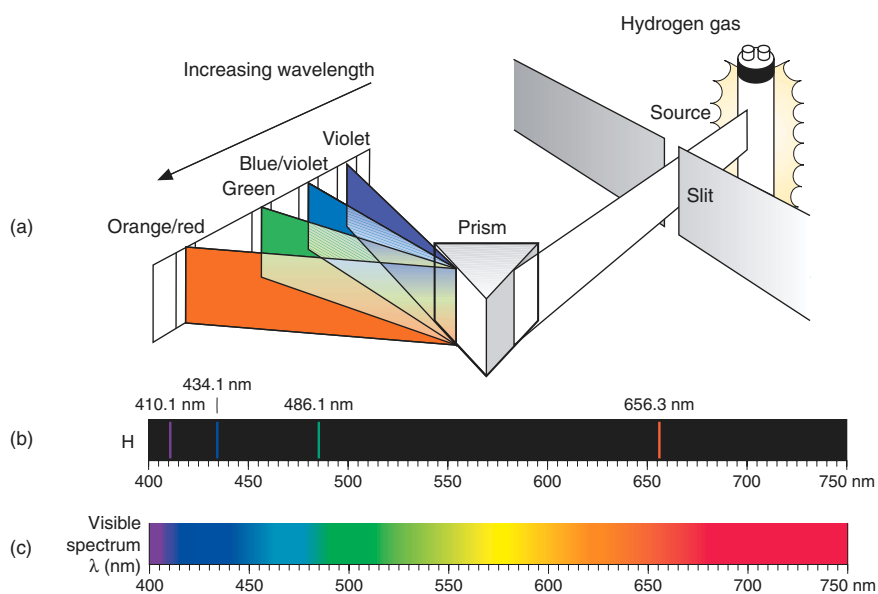 Hydrogen gas
Increasing wavelength
Source
Violet
Blue/violet
Green
Slit
(a)
Orange/red
Prism
434.1 nm
410.1 nm
486.1 nm
656.3 nm
(b)
H
400 450 500 550 600 650 700 750 nm
(c)
Visible
spectrum
λ (nm)
400 450 500 550 600 650 700 750 nm